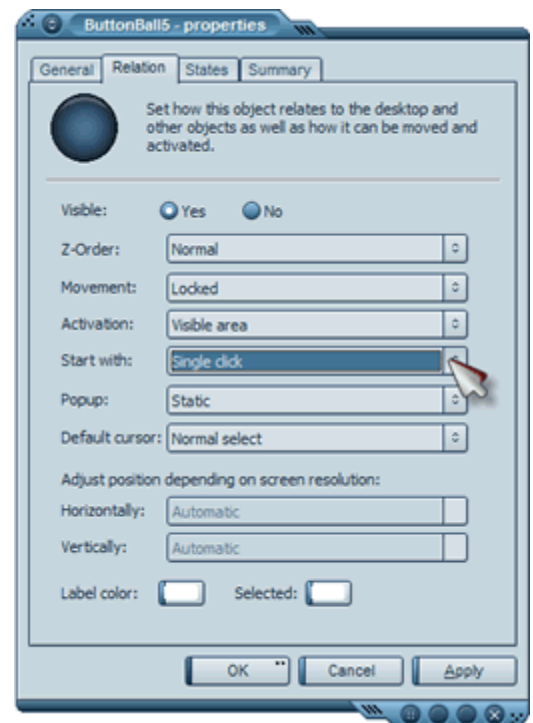 ButtonBall5 - properties
General Relation States Summary
Set how this object relates to the desktop and
other objects as well as how it can be moved and
activated.
Visible: Yes No
Z-Order: Normal
Movement: Locked
Activation: Visible area
Start with: Single click
Popup: Static
Default cursor: Normal select
Adjust position depending on screen resolution:
Horizontally: Automatic
Vertically: Automatic
Label color: Selected:
OK Cancel Apply